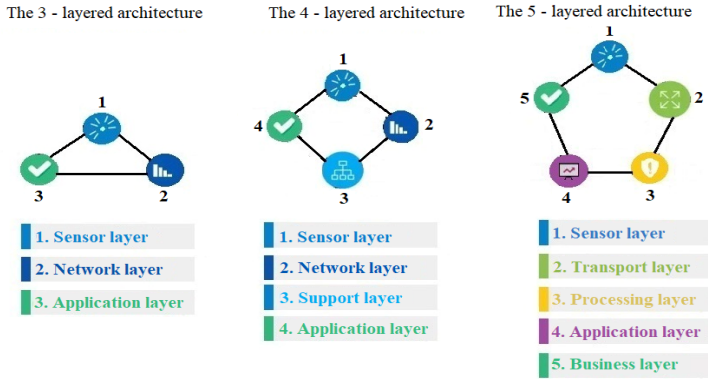 The 3 - layered architecture
1
3
2
1. Sensor layer
2. Network layer
3. Application layer
The 4 - layered architecture
1
4
2
3
1. Sensor layer
2. Network layer
3. Support layer
4. Application layer
The 5 - layered architecture
1
5
2
4
3
1. Sensor layer
2. Transport layer
3. Processing layer
4. Application layer
5. Business layer